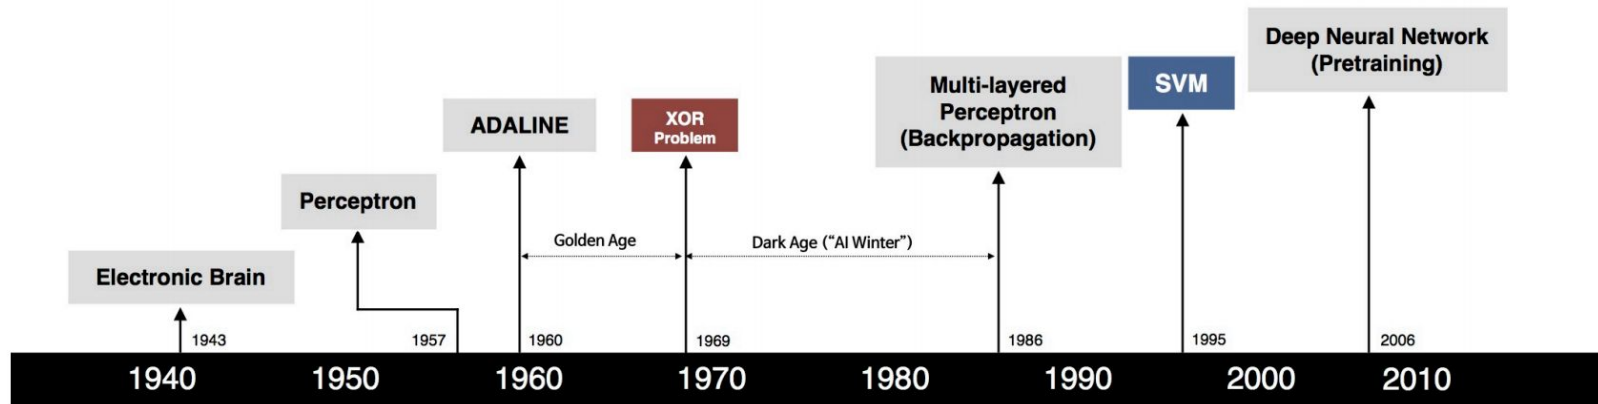 Deep Neural Network
(Pretraining)
Multi-layered
Perceptron
(Backpropagation)
SVM
ADALINE
XOR
Problem
Perceptron
Golden Age
Dark Age (“AI Winter”)
Electronic Brain
1943
1957
1960
1969
1986
1995
2006
1940
1950
1960
1970
1980
1990
2000
2010